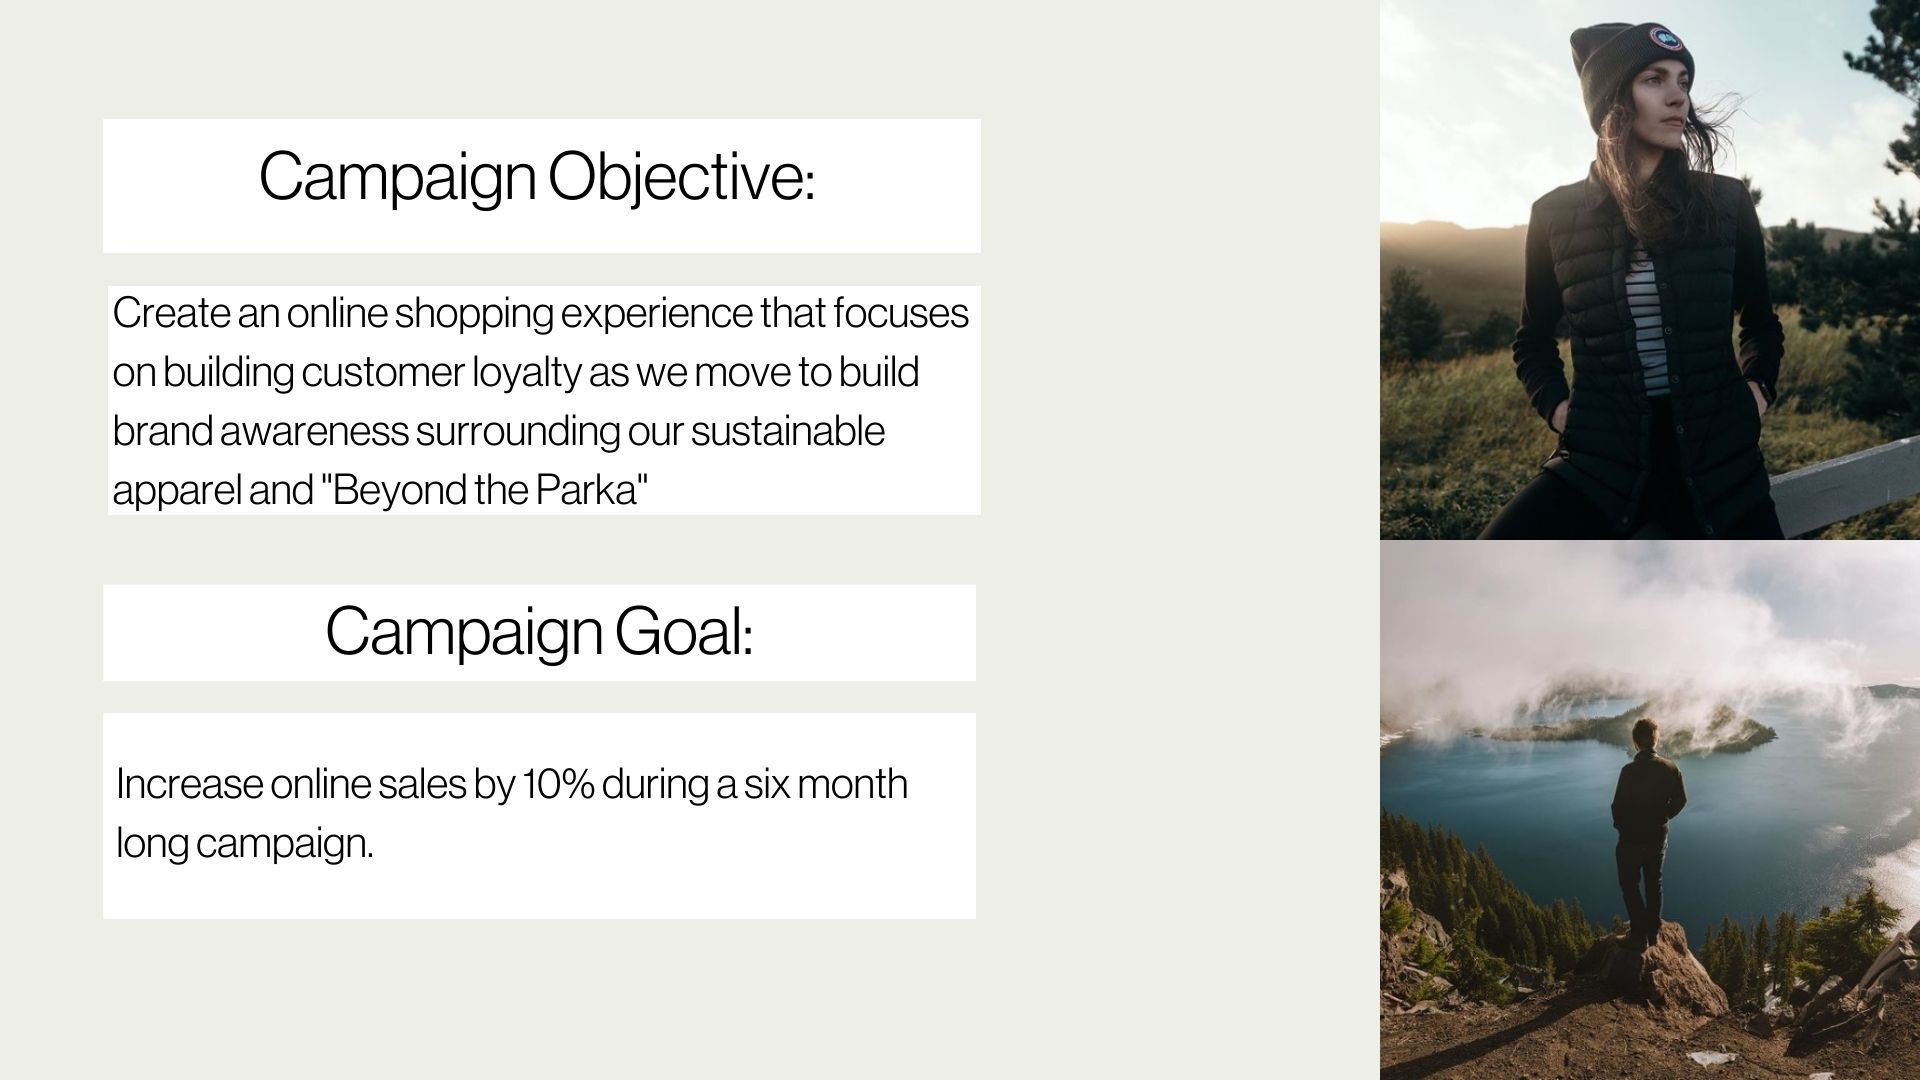 Campaign Objective:
Create an online shopping experience that focuses
on building customer loyalty as we move to build
brand awareness surrounding our sustainable
apparel and "Beyond the Parka"
Campaign Goal:
Increase online sales by 10% during a six month
long campaign.